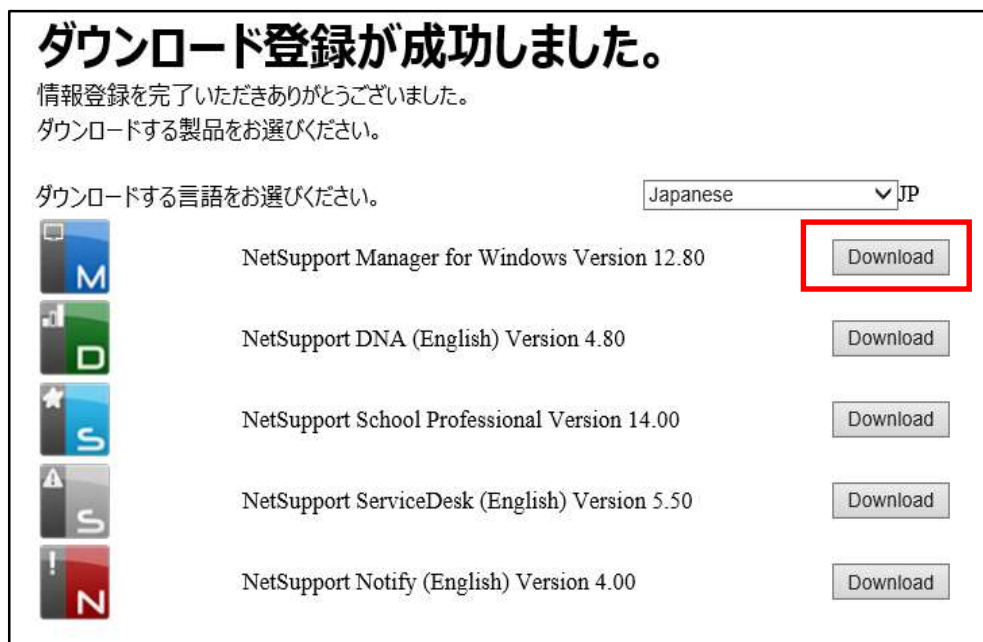 ダウンロード登録が成功しました。
情報登録を完了いただきありがとうございました。
ダウンロードする製品をお選びください。
ダウンロードする言語をお選びください。 Japanese JP
M NetSupport Manager for Windows Version 12.80 Download
D NetSupport DNA (English) Version 4.80 Download
S NetSupport School Professional Version 14.00 Download
S NetSupport ServiceDesk (English) Version 5.50 Download
! N NetSupport Notify (English) Version 4.00 Download